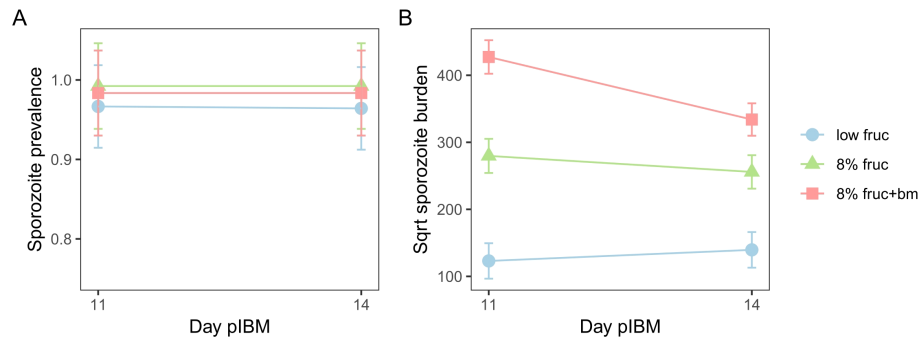 A
Sporozoite prevalence
1.0
0.9
0.8
11
14
Day pIBM
B
Sqrt sporozoite burden
400
300
200
100
11
14
Day pIBM
low fruc
8% fruc
8% fruc+bm